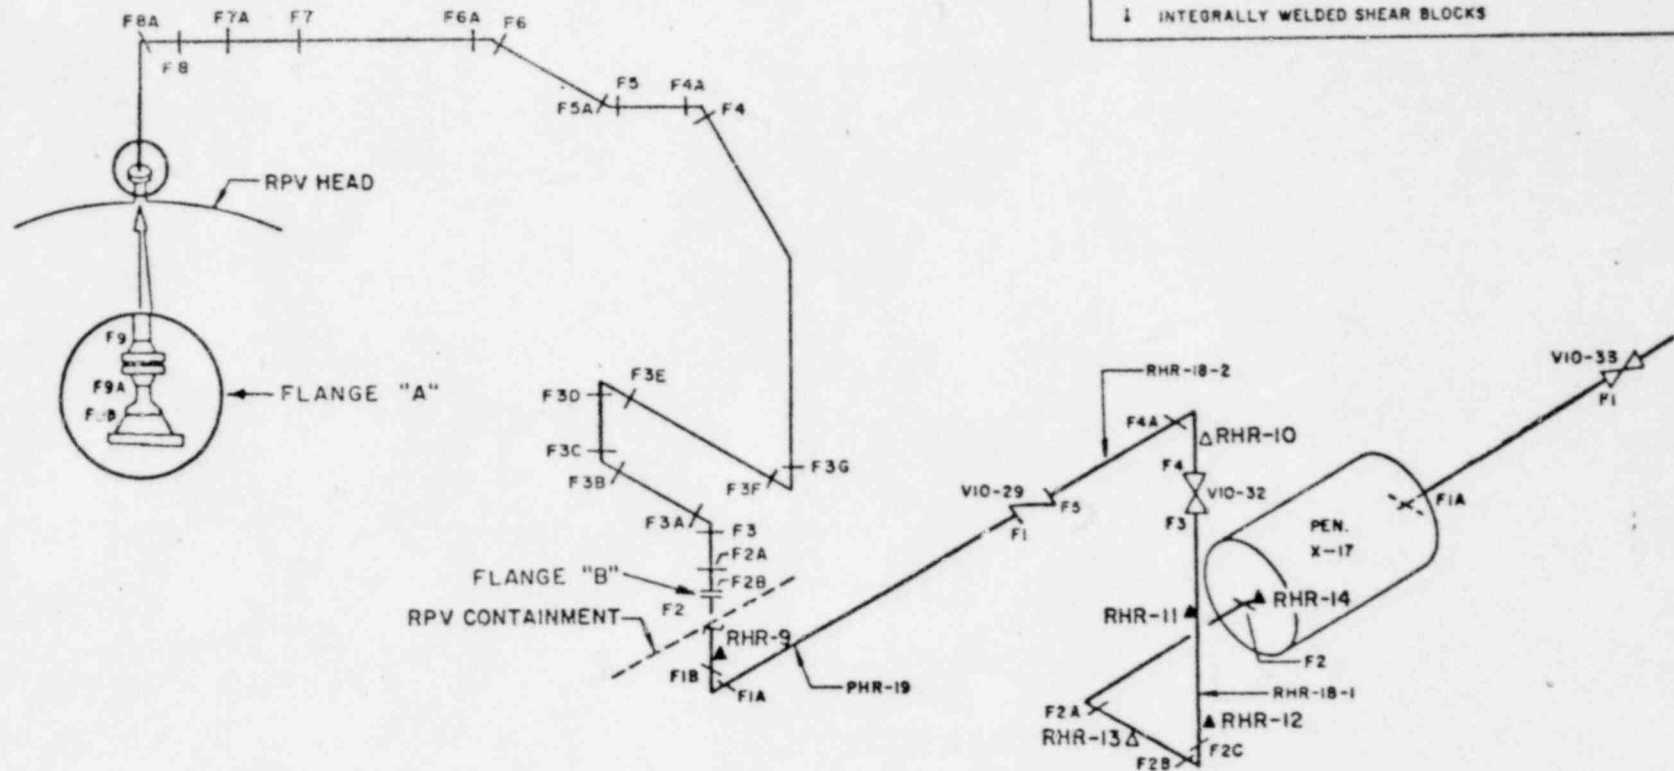 I INTEGRALLY WELDED SHEAR BLOCKS
F8A
F7A
F7
F6A
F6
F8
F5
F4A
F5A
F4
RPV HEAD
F9
F9A
FLANGE "A"
F3E
F3D
F3C
F3B
F3F
F3G
F3A
F3
F2A
FLANGE "B"
F2B
F2
RPV CONTAINMENT
RHR-9
F1B
F1A
PHR-19
V10-29
F1
F5
RHR-18-2
F4A
RHR-10
F4
V10-32
F3
V10-33
F1
F1A
PEN.
X-17
RHR-14
RHR-11
F2
RHR-18-1
F2A
RHR-12
RHR-13
F2C
F2B